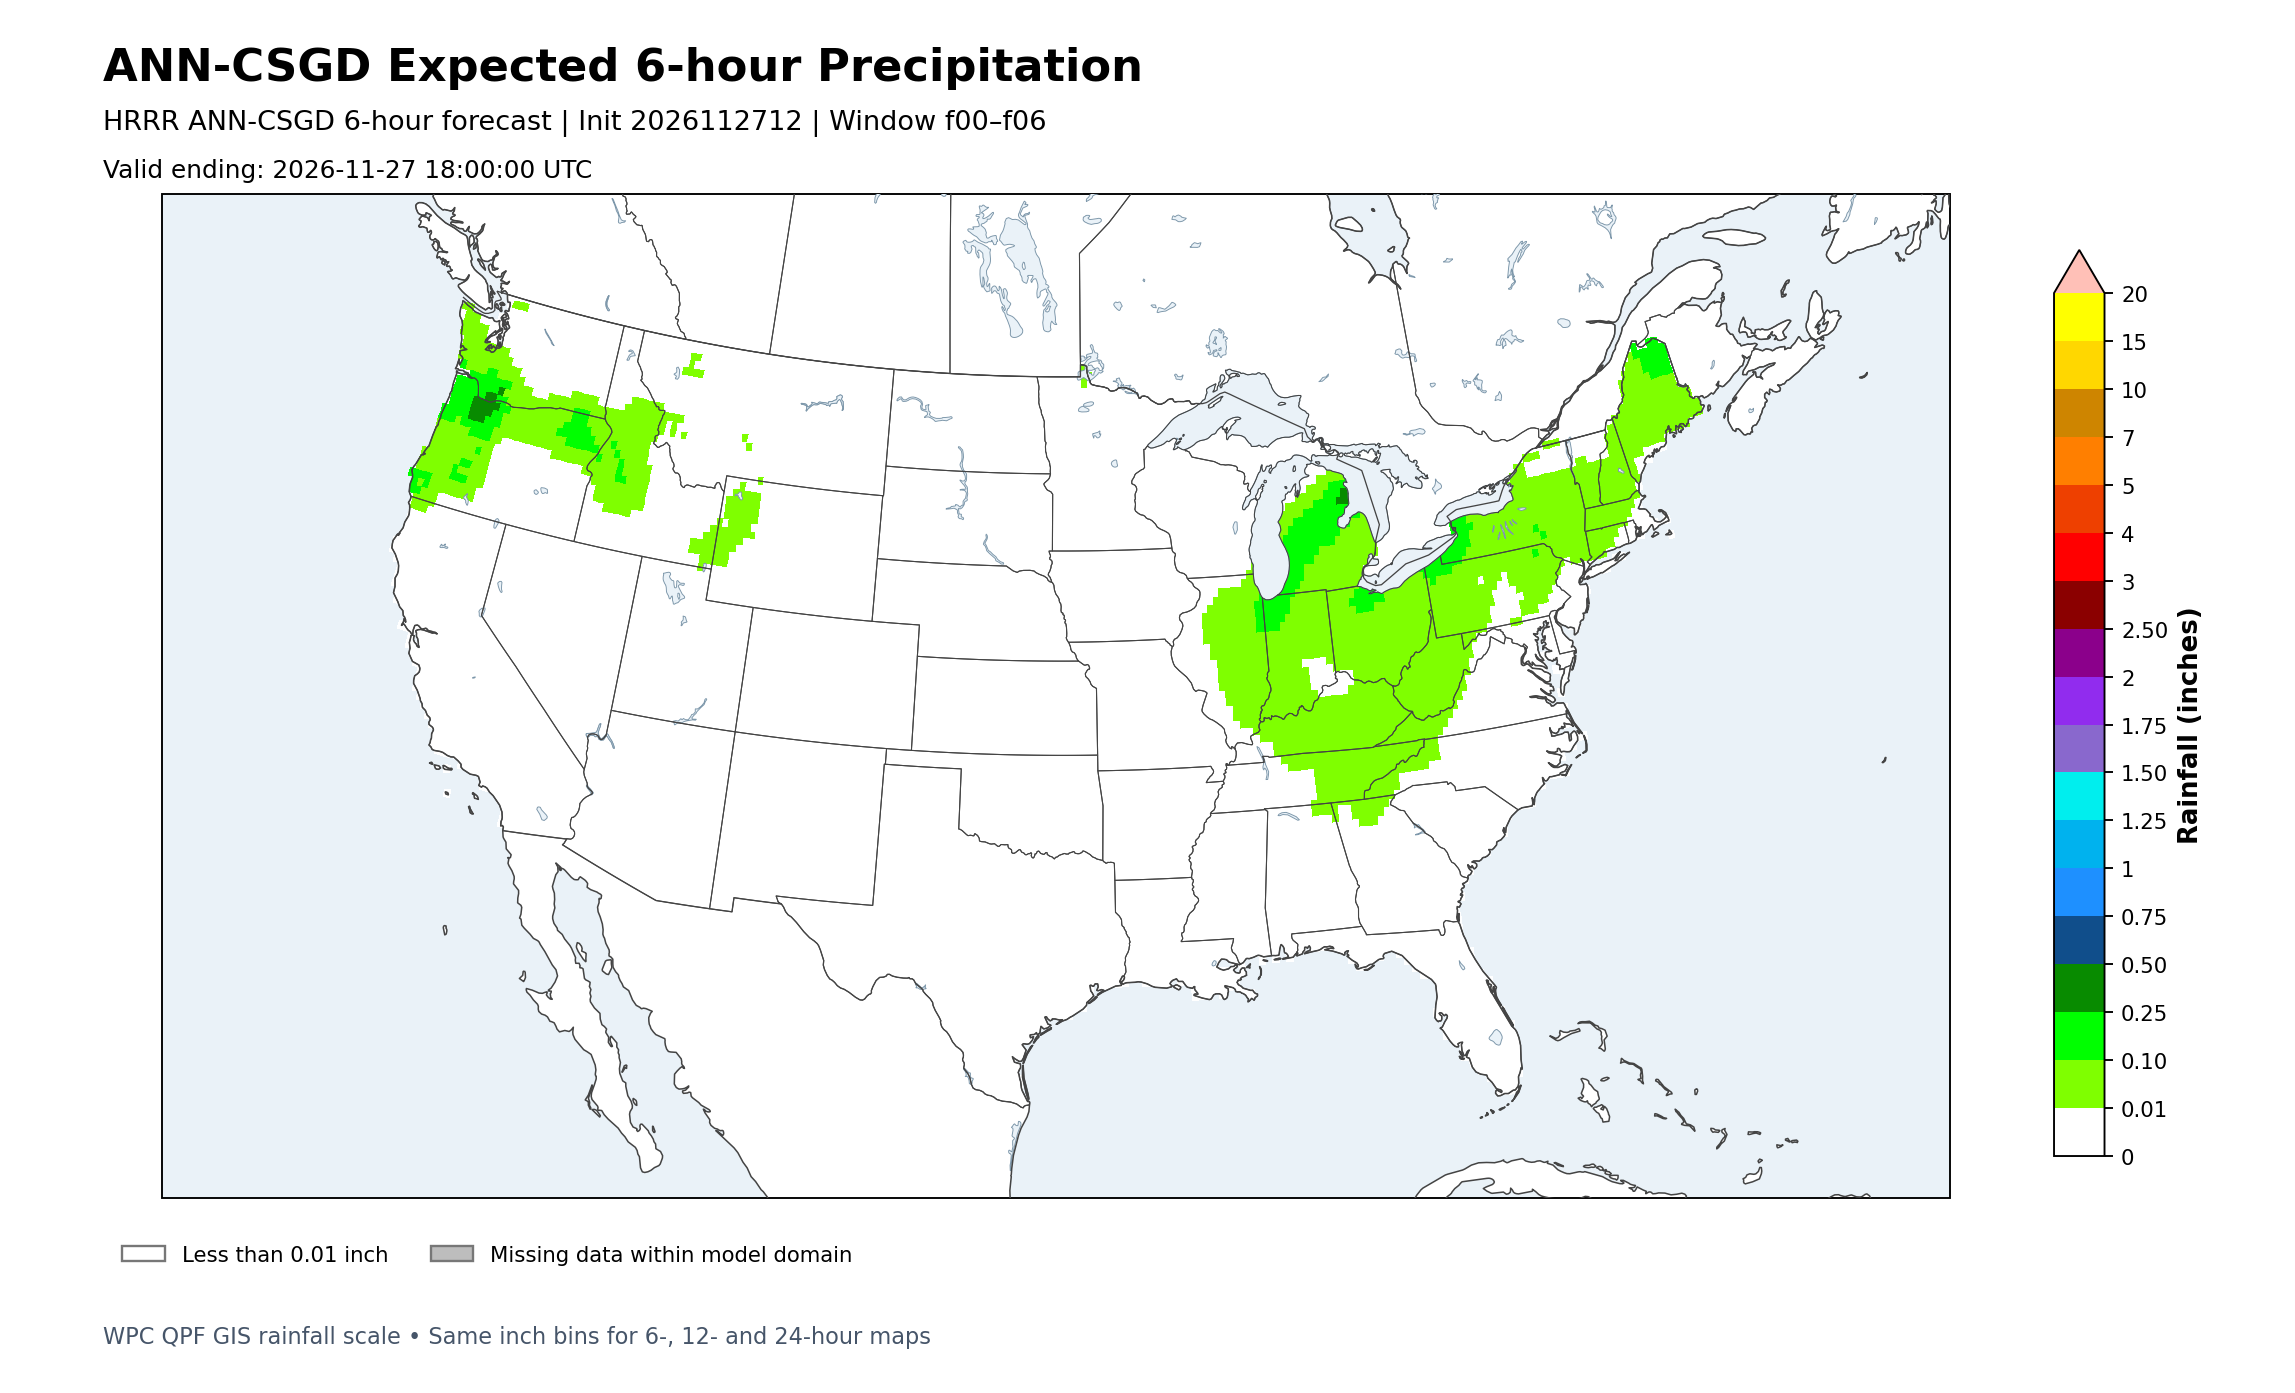 ANN-CSGD Expected 6-hour Precipitation
HRRR ANN-CSGD 6-hour forecast | Init 2026112712 | Window f00–f06
Valid ending: 2026-11-27 18:00:00 UTC
20
15
10
7
5
4
3
2.50
2
1.75
1.50
1.25
1
0.75
0.50
0.25
0.10
0.01
0
Rainfall (inches)
Less than 0.01 inch
Missing data within model domain
WPC QPF GIS rainfall scale • Same inch bins for 6-, 12- and 24-hour maps